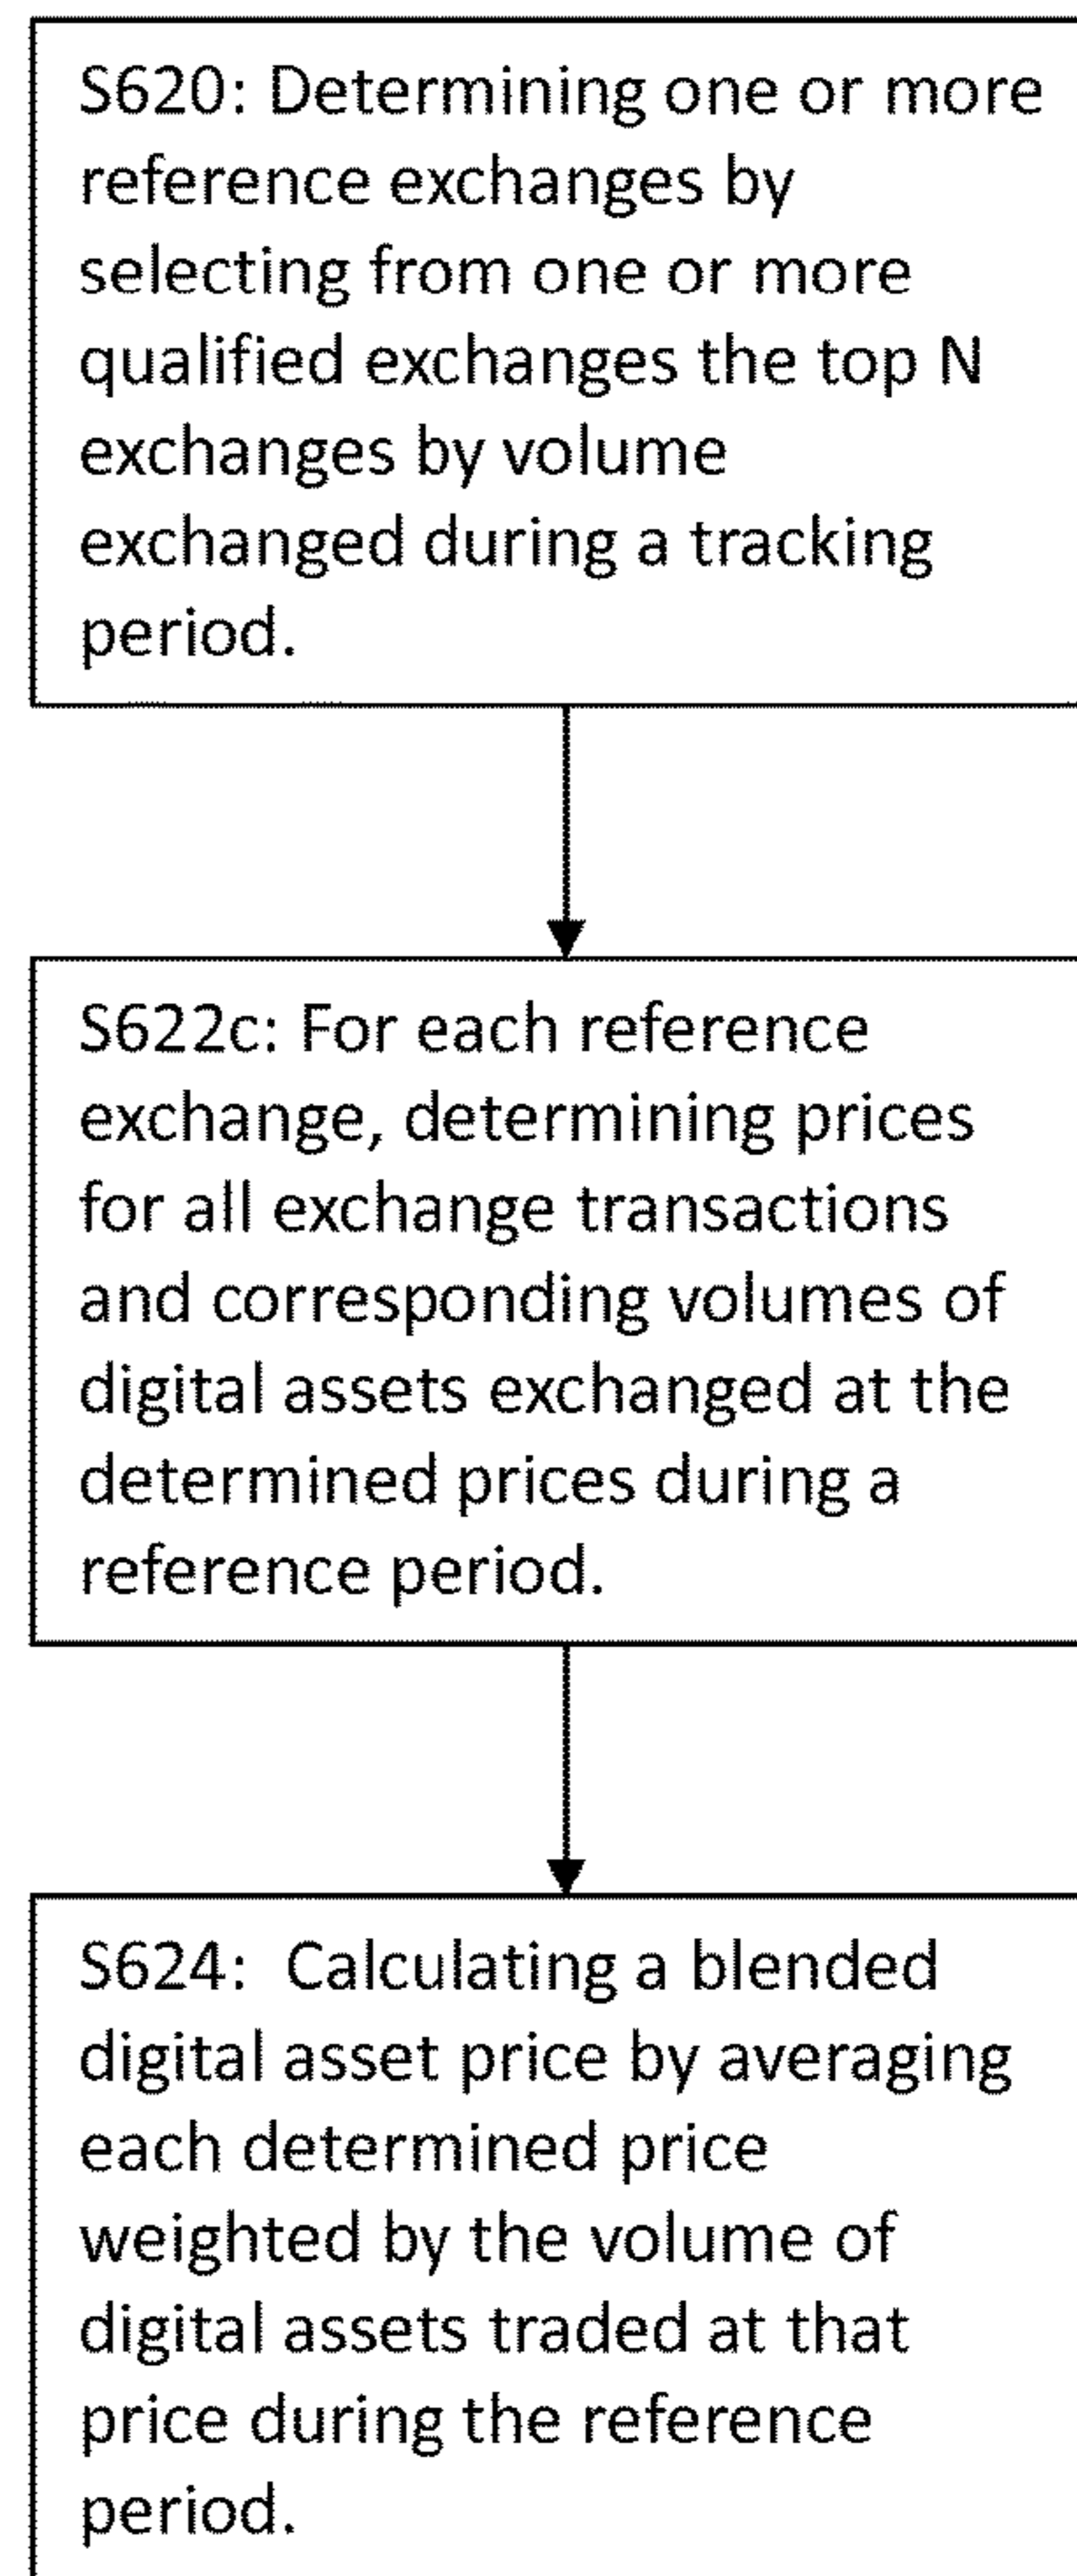 S620: Determining one or more
reference exchanges by
selecting from one or more
qualified exchanges the top N
exchanges by volume
exchanged during a tracking
period.
S622c: For each reference
exchange, determining prices
for all exchange transactions
and corresponding volumes of
digital assets exchanged at the
determined prices during a
reference period.
S624:  Calculating a blended
digital asset price by averaging
each determined price
weighted by the volume of
digital assets traded at that
price during the reference
period.